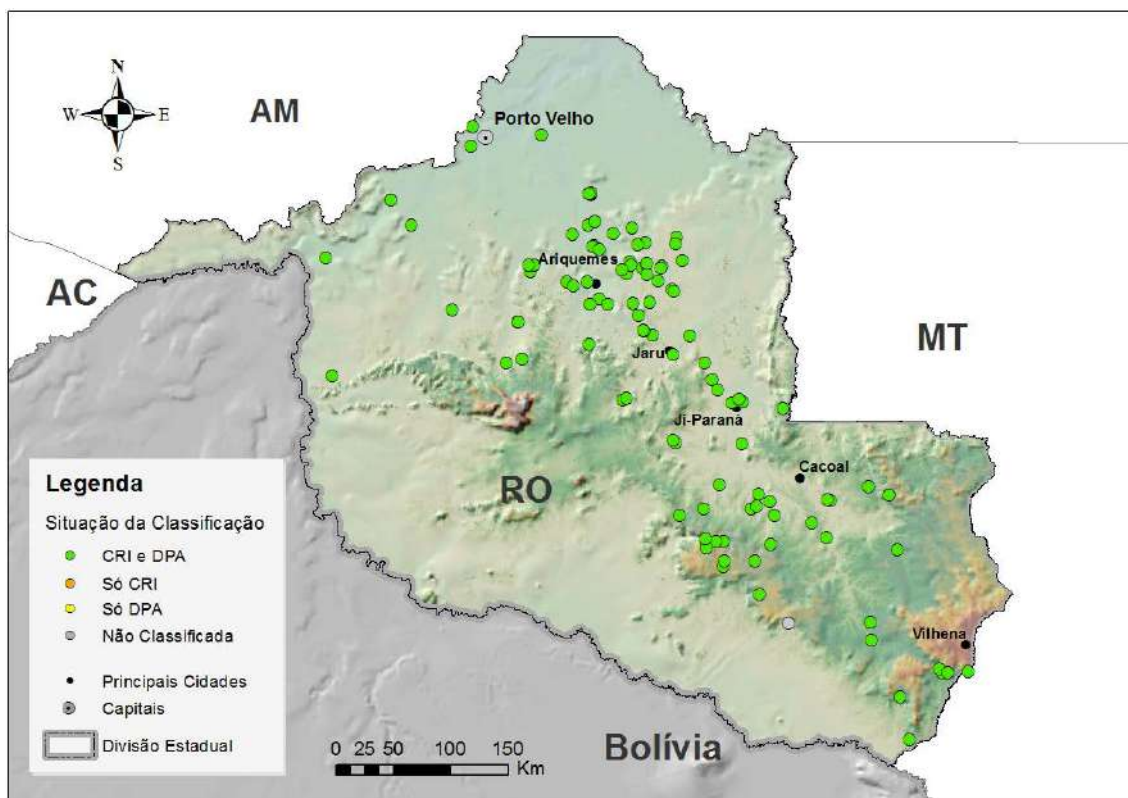 N
W
E
S
AM
Porto Velho
AC
Ariquemes
MT
Jaru
Ji-Paraná
Cacoal
RO
Vilhena
Bolívia
Legenda
Situação da Classificação
CRI e DPA
Só CRI
Só DPA
Não Classificada
Principais Cidades
Capitais
Divisão Estadual
0 25 50 100 150
Km